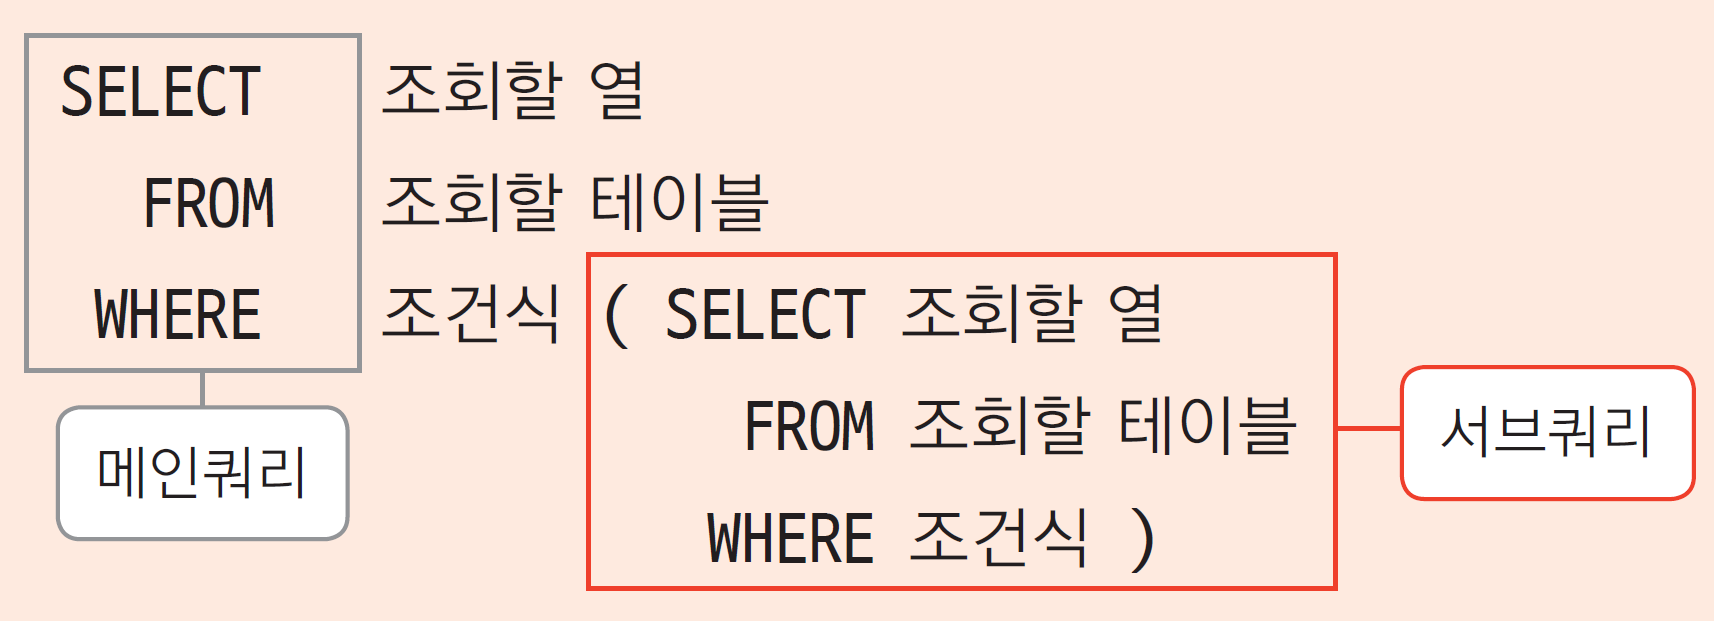 SELECT 조회할 열
FROM 조회할 테이블
WHERE 조건식 ( SELECT 조회할 열
FROM 조회할 테이블
WHERE 조건식 )
메인쿼리
서브쿼리